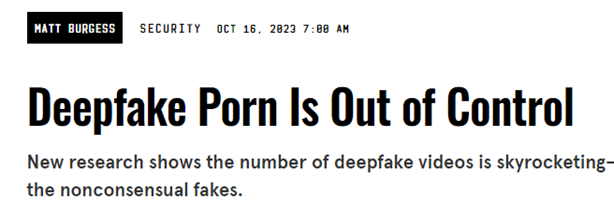 MATT BURGESS SECURITY OCT 16, 2023 7:00 AM
Deepfake Porn Is Out of Control
New research shows the number of deepfake videos is skyrocketing—
the nonconsensual fakes.